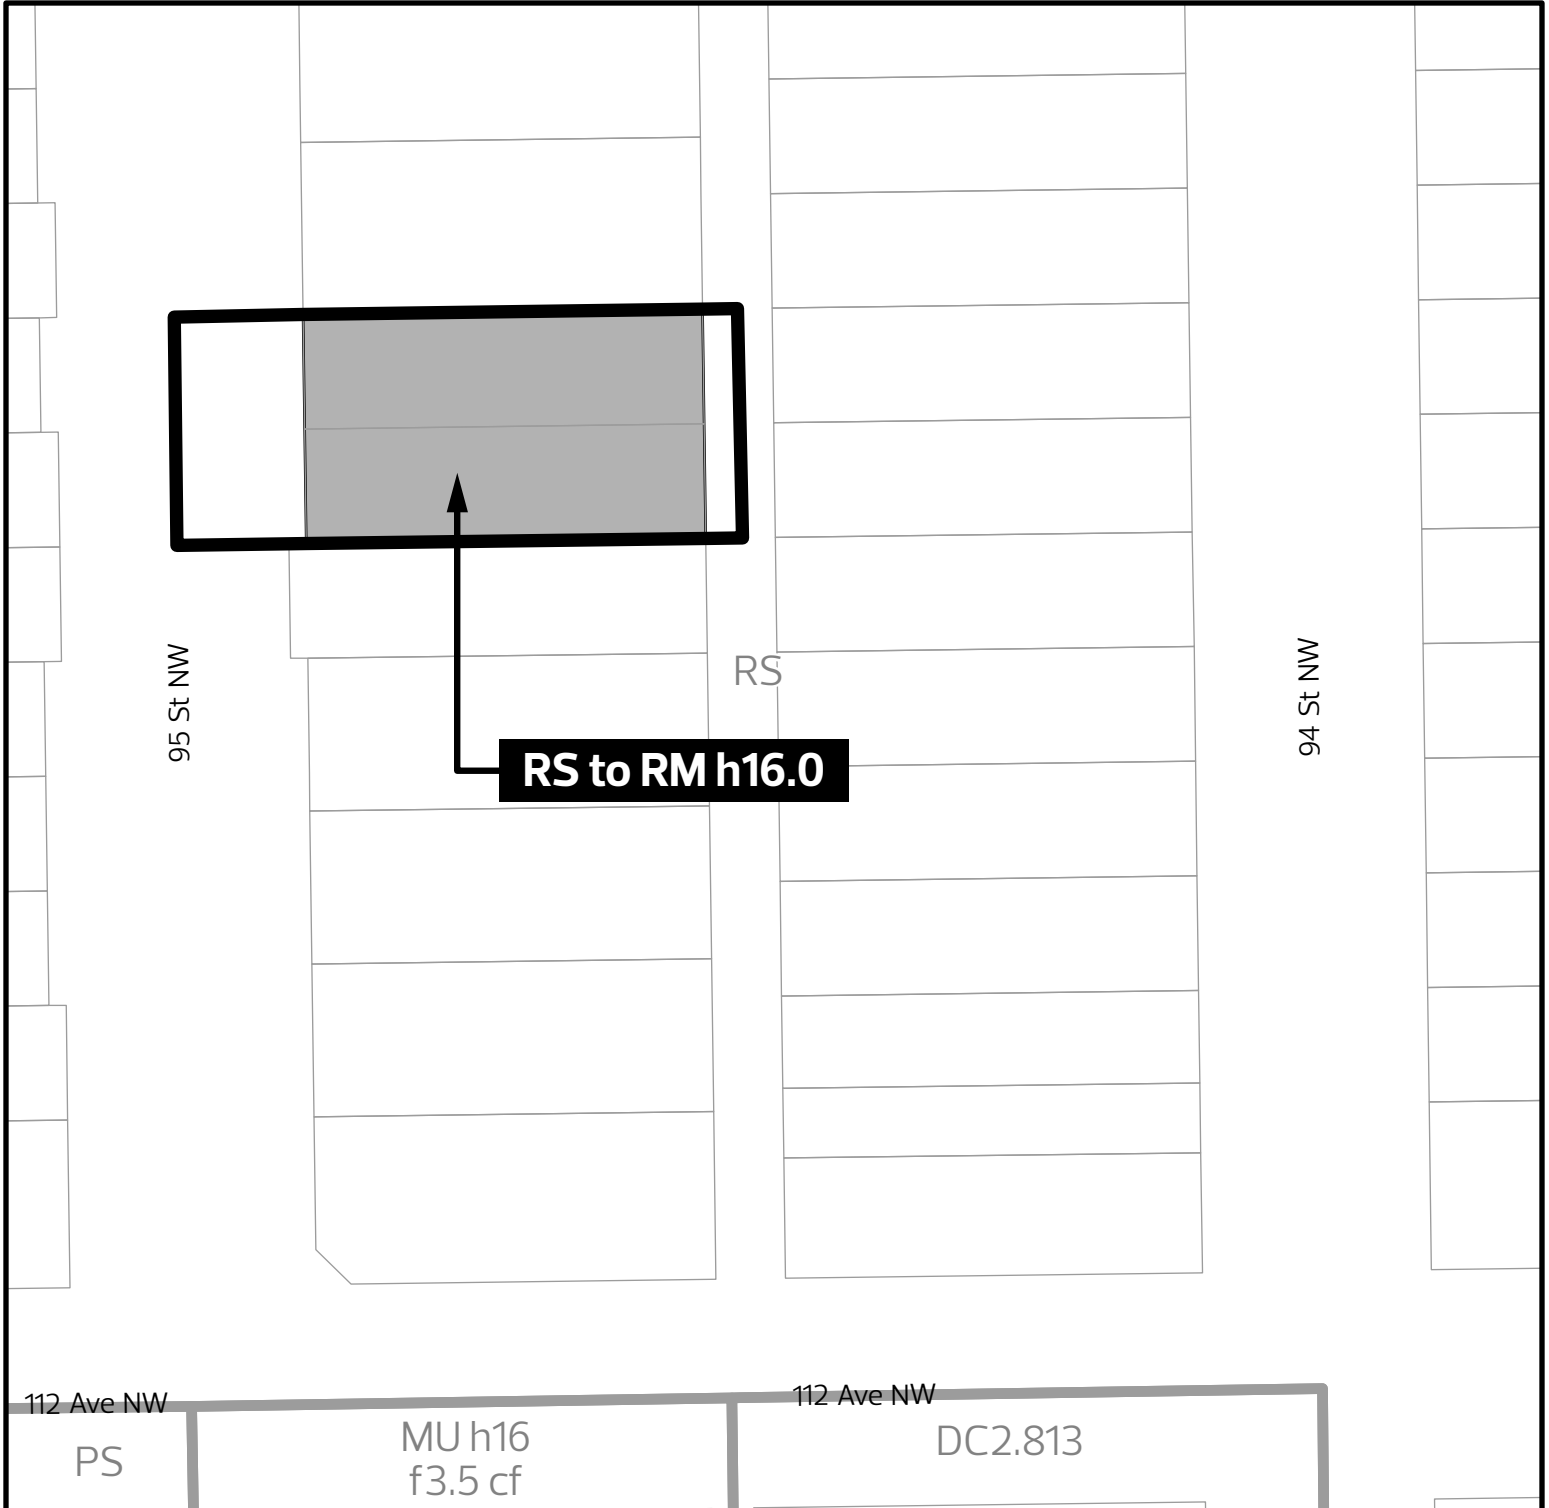 95 St NW
RS
94 St NW
RS to RM h16.0
112 Ave NW
112 Ave NW
PS
MU h16
f3.5 cf
DC2.813